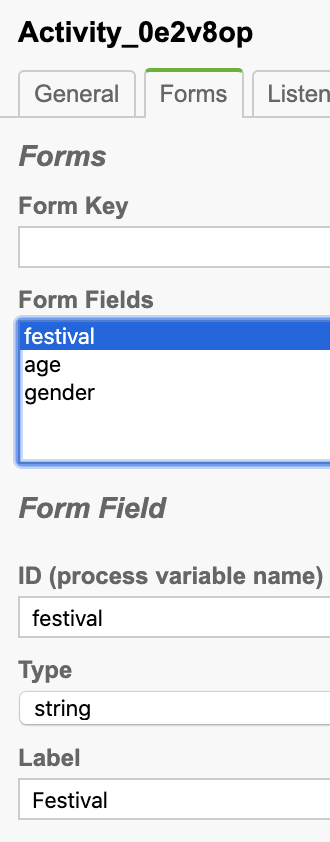 Activity_0e2v8op
General
Forms
Listen
Forms
Form Key
Form Fields
festival
age
gender
Form Field
ID (process variable name)
festival
Type
string
Label
Festival